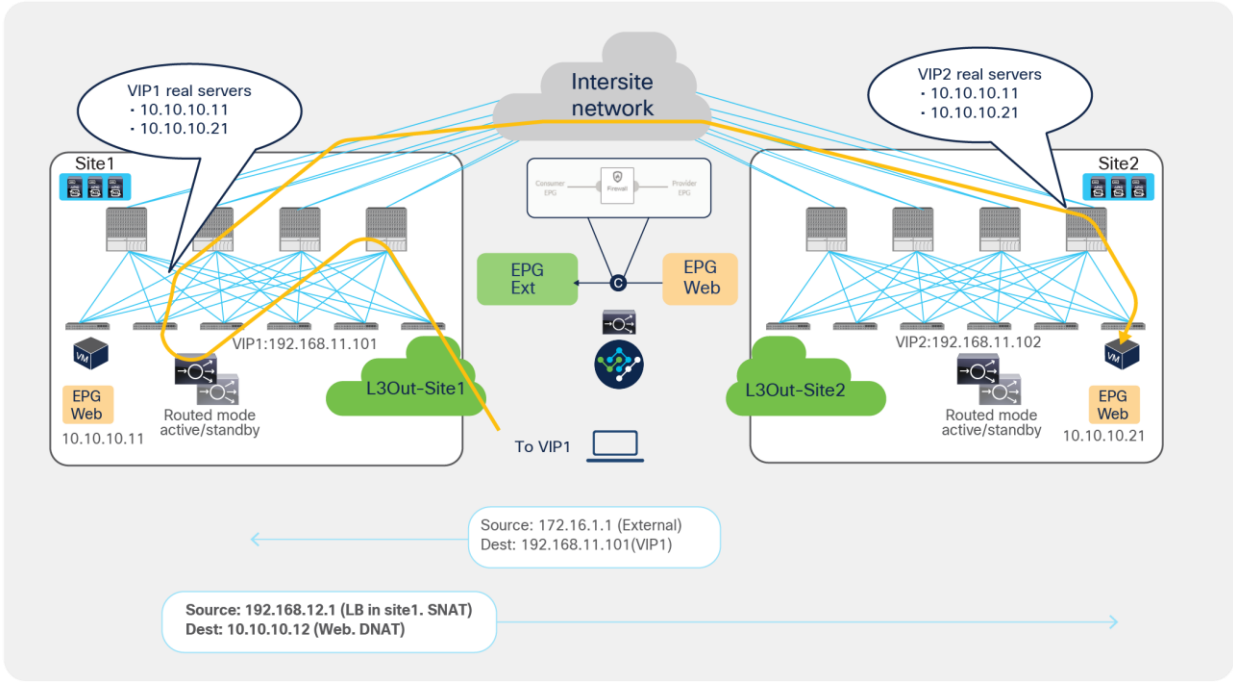 Intersite
network
VIP1 real servers
• 10.10.10.11
• 10.10.10.21
VIP2 real servers
• 10.10.10.11
• 10.10.10.21
Site1
Site2
Consumer
EPG
Firewall
Provider
EPG
EPG
Ext
C
EPG
Web
VIP1:192.168.11.101
VIP2:192.168.11.102
VM
EPG
Web
10.10.10.11
Routed mode
active/standby
L3Out-Site1
To VIP1
L3Out-Site2
Routed mode
active/standby
VM
EPG
Web
10.10.10.21
Source: 172.16.1.1 (External)
Dest: 192.168.11.101(VIP1)
Source: 192.168.12.1 (LB in site1. SNAT)
Dest: 10.10.10.12 (Web. DNAT)